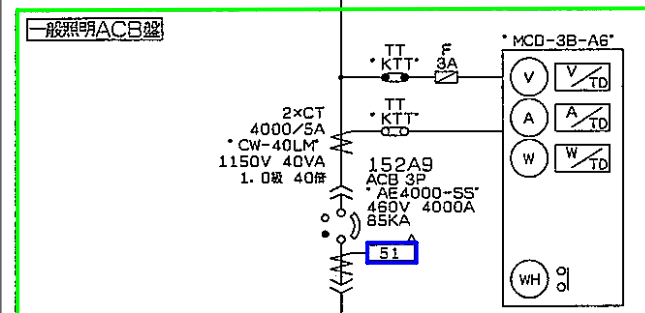 一般照明ACB盤
TT
"KTT"
F
3A
"MCD-3B-A6"
V
V/TD
2×CT
4000/5A
"CW-40LM"
1150V 40VA
1.0級 40倍
TT
"KTT"
A
A/TD
W
W/TD
152A9
ACB 3P
"AE4000-SS"
460V 4000A
85KA
51
WH